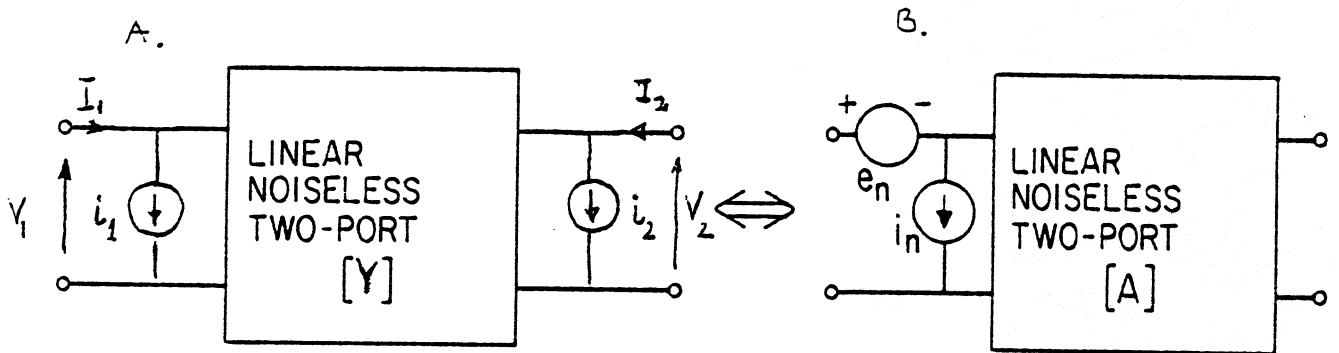 A.
B.
I₁
I₂
V₁
i₁
LINEAR
NOISELESS
TWO-PORT
[Y]
i₂
V₂
+ -
eₙ
iₙ
LINEAR
NOISELESS
TWO-PORT
[A]